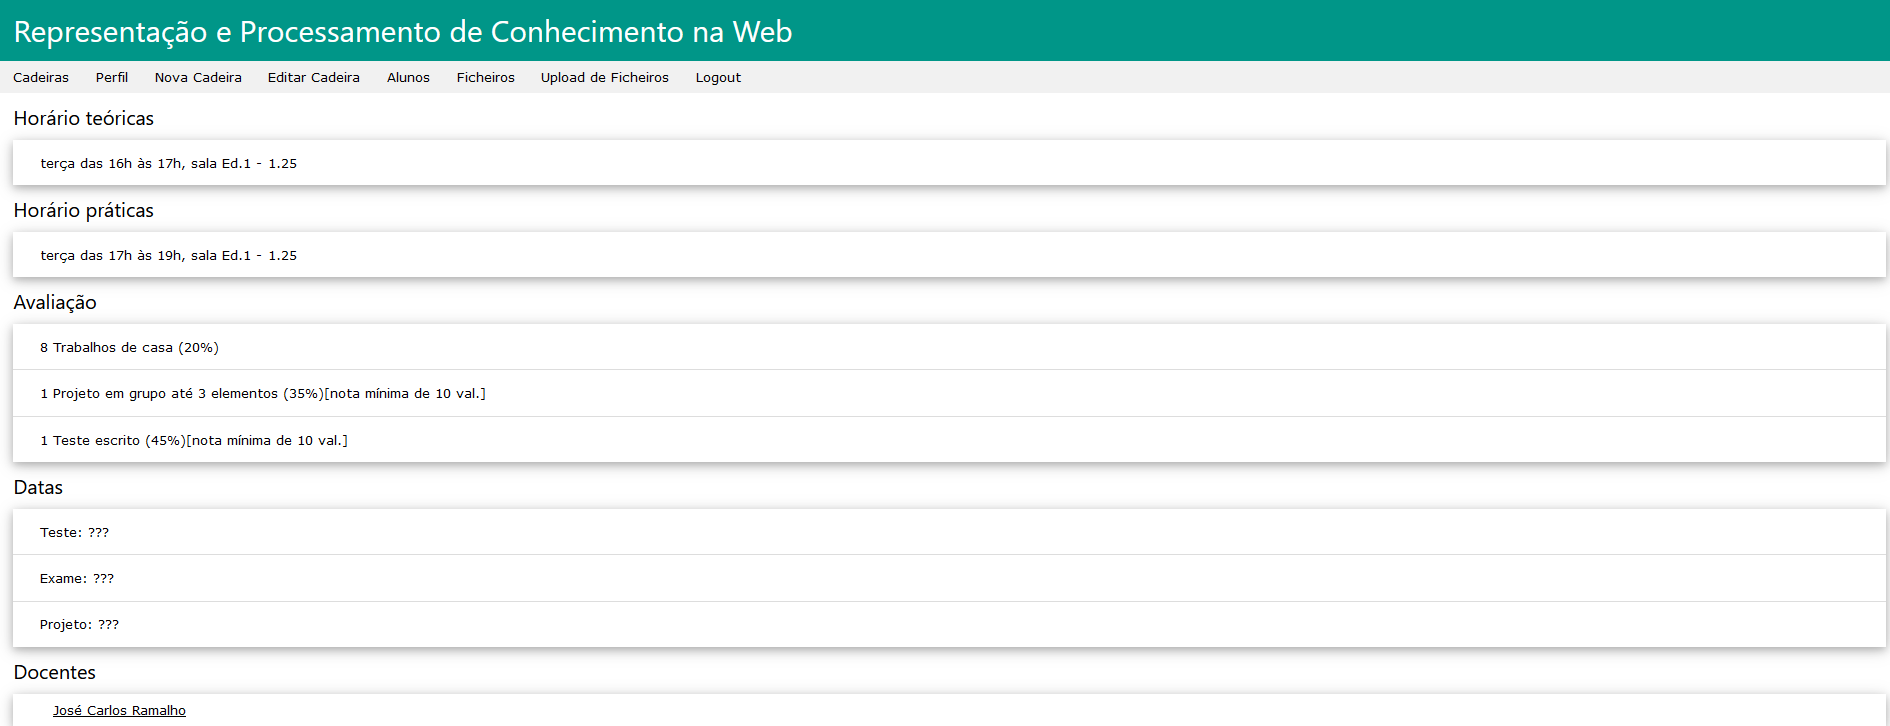 Representação e Processamento de Conhecimento na Web
Cadeiras Perfil Nova Cadeira Editar Cadeira Alunos Ficheiros Upload de Ficheiros Logout
Horário teóricas
terça das 16h às 17h, sala Ed.1 - 1.25
Horário práticas
terça das 17h às 19h, sala Ed.1 - 1.25
Avaliação
8 Trabalhos de casa (20%)
1 Projeto em grupo até 3 elementos (35%)[nota mínima de 10 val.]
1 Teste escrito (45%)[nota mínima de 10 val.]
Datas
Teste: ???
Exame: ???
Projeto: ???
Docentes
José Carlos Ramalho